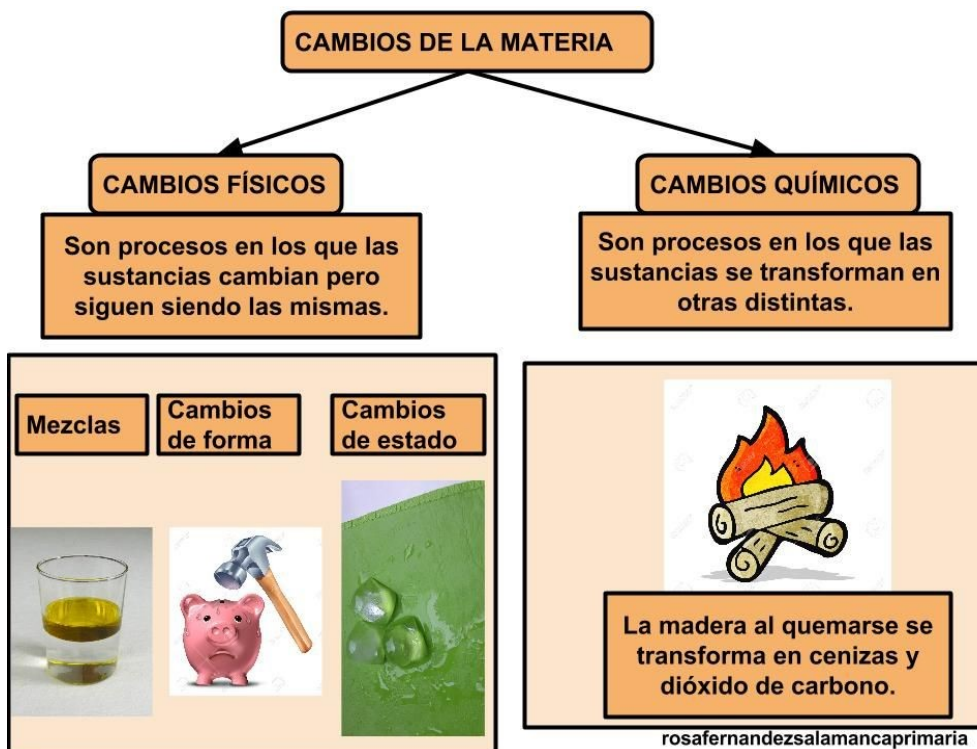 CAMBIOS DE LA MATERIA
CAMBIOS FÍSICOS
Son procesos en los que las
sustancias cambian pero
siguen siendo las mismas.
CAMBIOS QUÍMICOS
Son procesos en los que las
sustancias se transforman en
otras distintas.
Mezclas
Cambios
de forma
Cambios
de estado
La madera al quemarse se
transforma en cenizas y
dióxido de carbono.
rosafernandezsalamancaprimaria